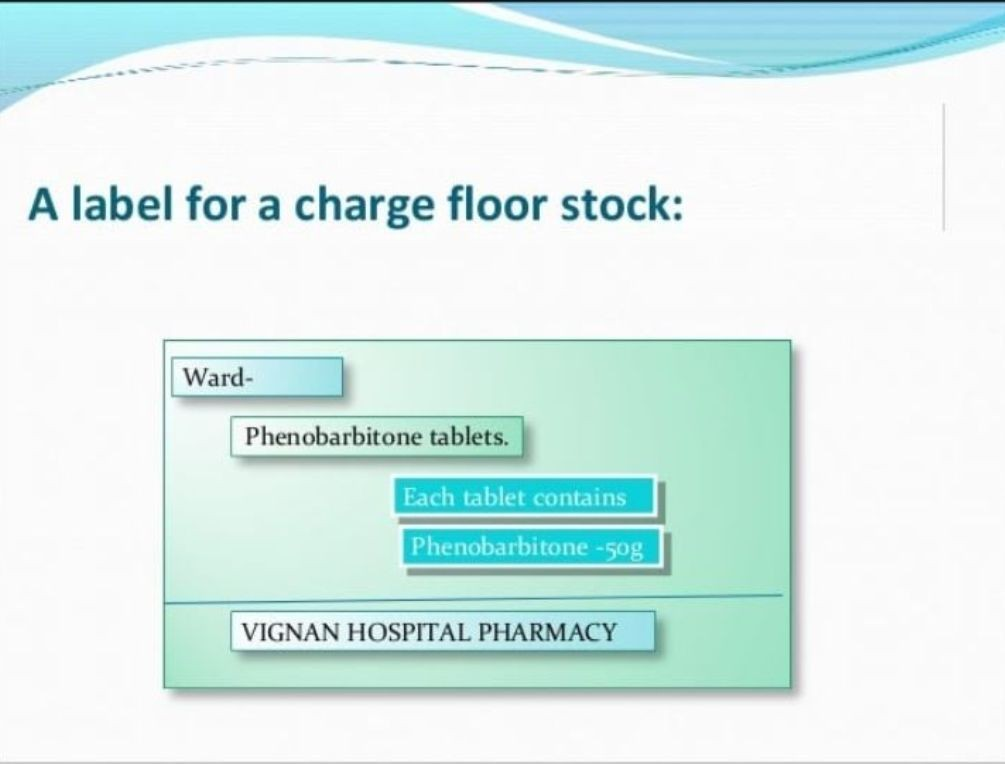 A label for a charge floor stock:
Ward-
Phenobarbitone tablets.
Each tablet contains
Phenobarbitone -50g
VIGNAN HOSPITAL PHARMACY